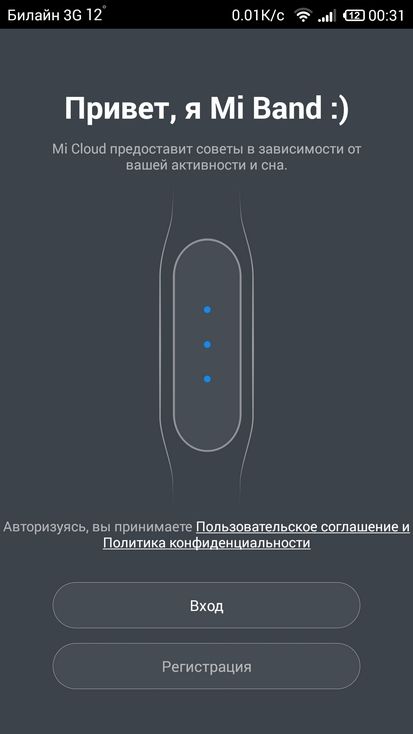 Билайн 3G 12° 0.01К/с 12 00:31
Привет, я Mi Band :)
Mi Cloud предоставит советы в зависимости от
вашей активности и сна.
Авторизуясь, вы принимаете Пользовательское соглашение и
Политика конфиденциальности
Вход
Регистрация